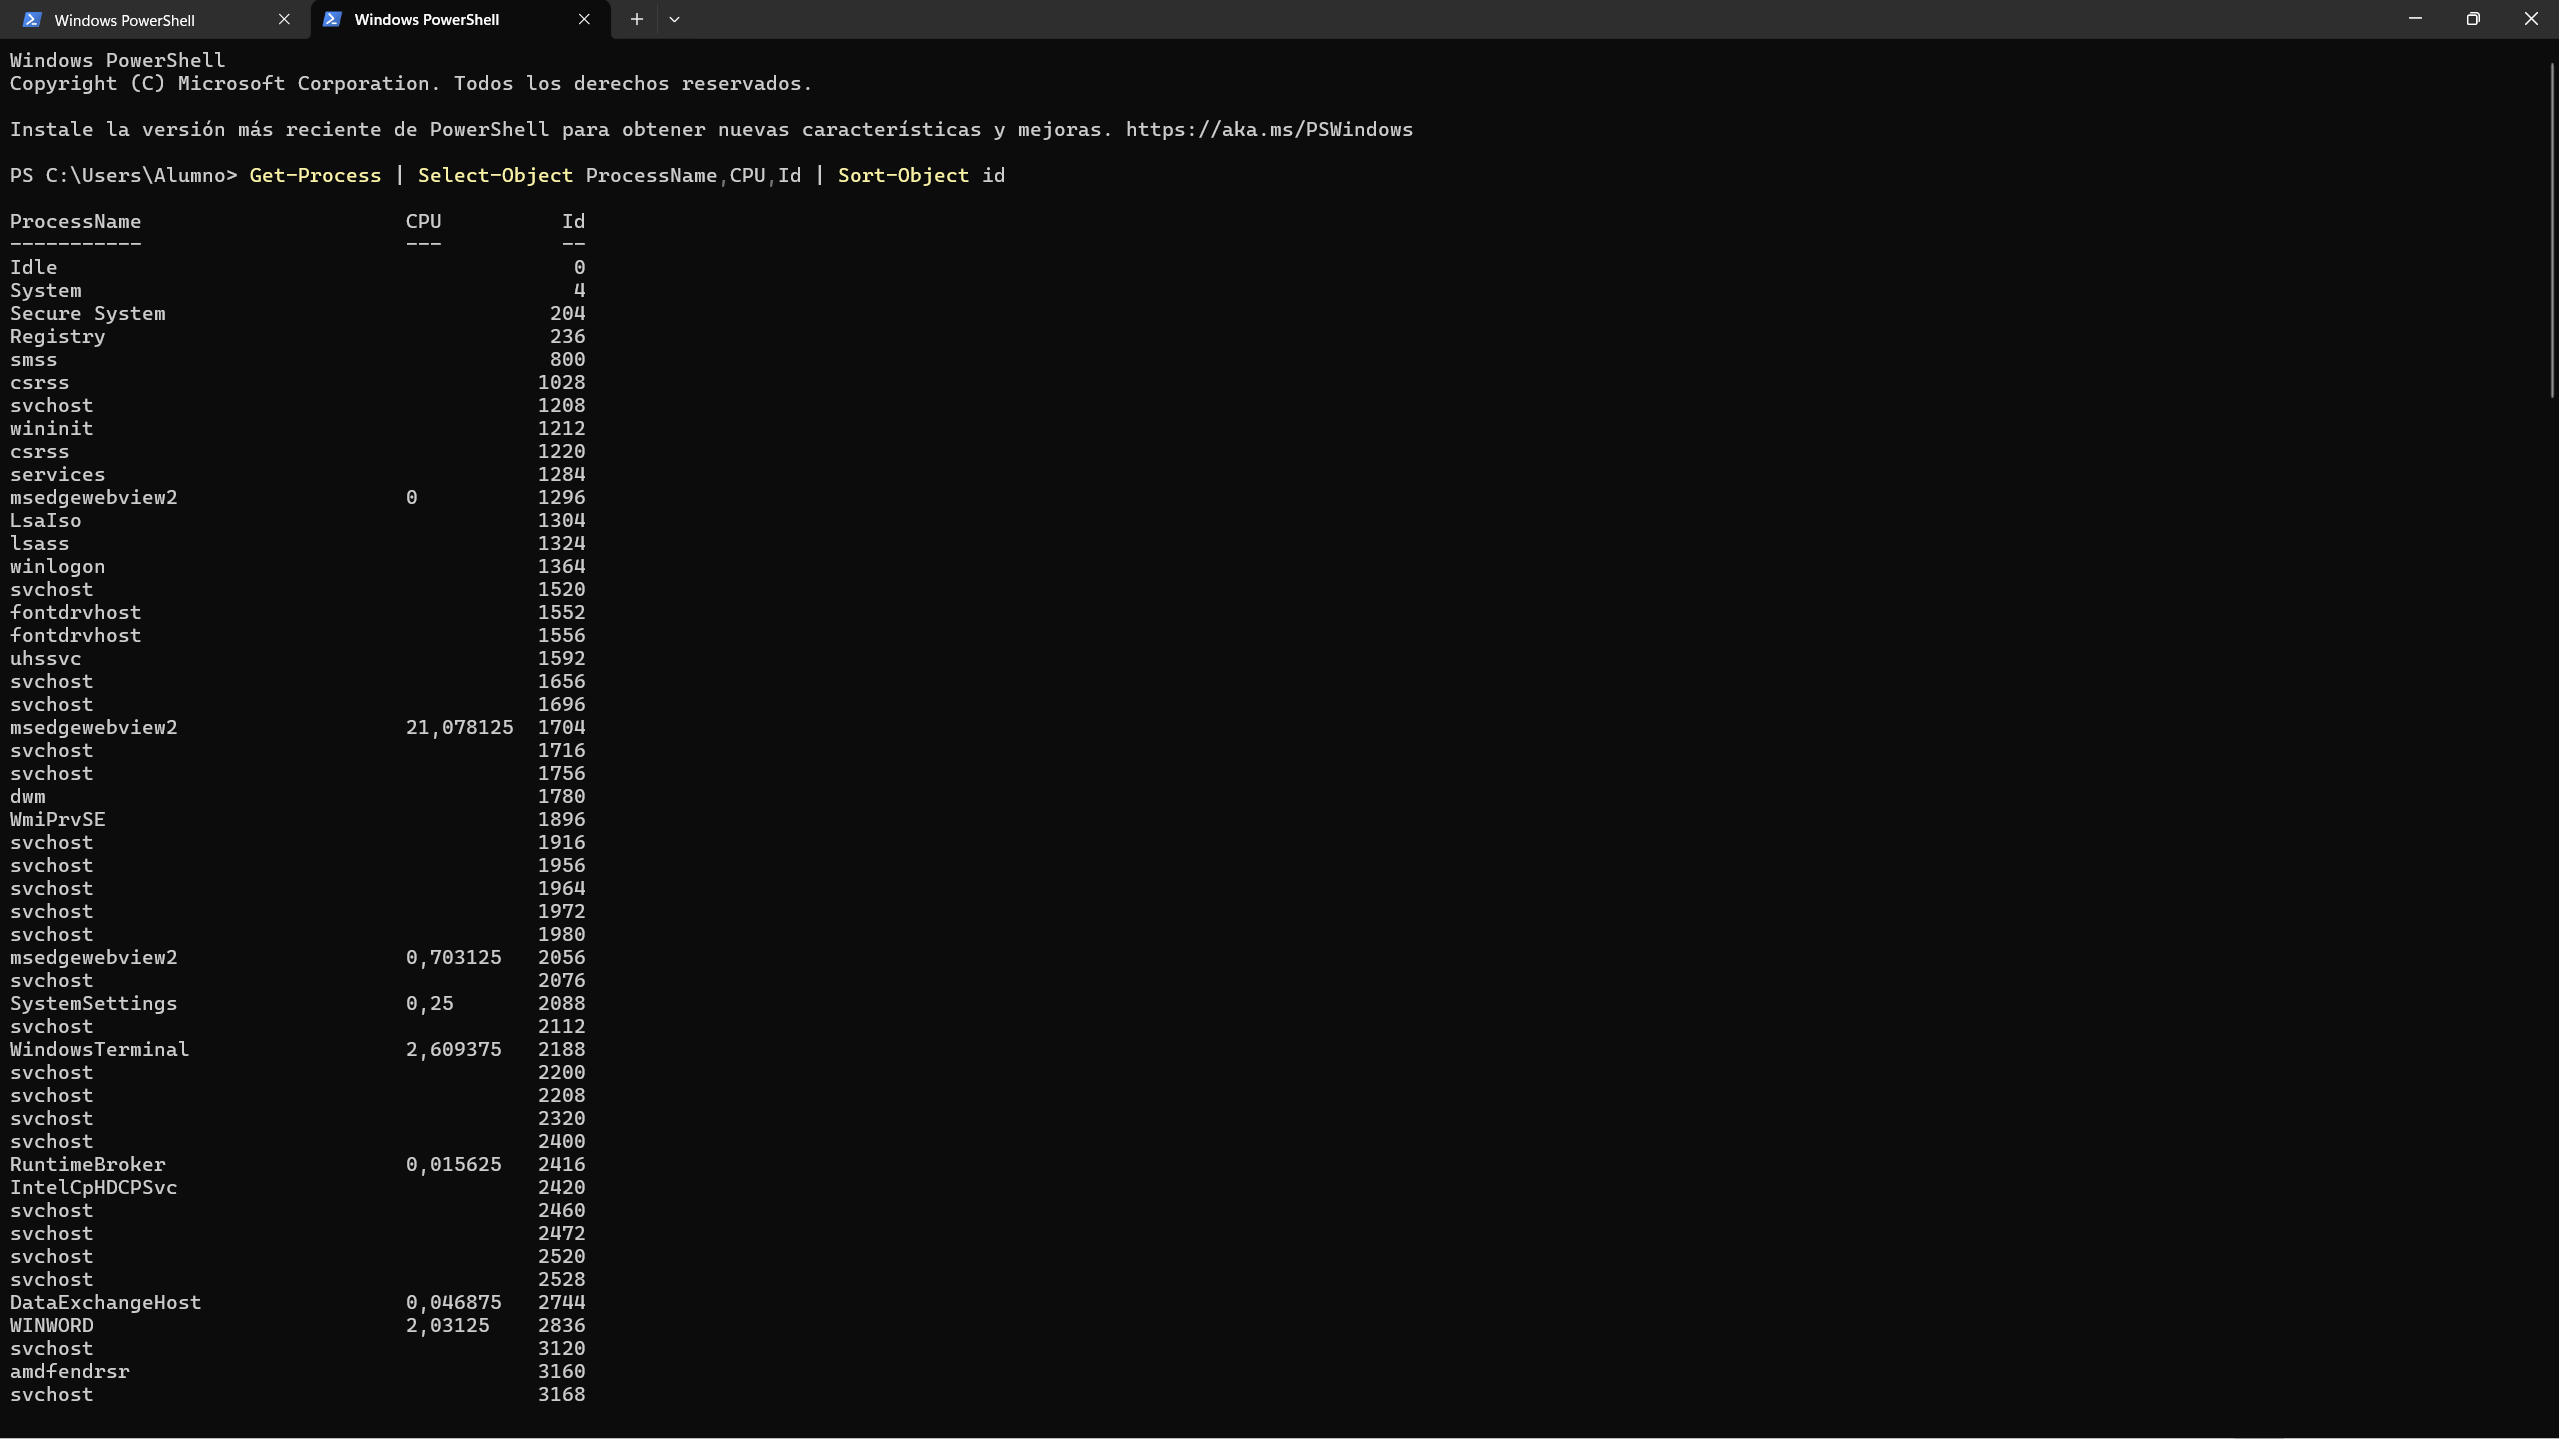 Windows PowerShell
Windows PowerShell
Windows PowerShell
Copyright (C) Microsoft Corporation. Todos los derechos reservados.
Instale la versión más reciente de PowerShell para obtener nuevas características y mejoras. https://aka.ms/PSWindows
PS C:\Users\Alumno> Get-Process | Select-Object ProcessName,CPU,Id | Sort-Object id
ProcessName CPU Id
----------- --- --
Idle 0
System 4
Secure System 204
Registry 236
smss 800
csrss 1028
svchost 1208
wininit 1212
csrss 1220
services 1284
msedgewebview2 0 1296
LsaIso 1304
lsass 1324
winlogon 1364
svchost 1520
fontdrvhost 1552
fontdrvhost 1556
uhssvc 1592
svchost 1656
svchost 1696
msedgewebview2 21,078125 1704
svchost 1716
svchost 1756
dwm 1780
WmiPrvSE 1896
svchost 1916
svchost 1956
svchost 1964
svchost 1972
svchost 1980
msedgewebview2 0,703125 2056
svchost 2076
SystemSettings 0,25 2088
svchost 2112
WindowsTerminal 2,609375 2188
svchost 2200
svchost 2208
svchost 2320
svchost 2400
RuntimeBroker 0,015625 2416
IntelCpHDCPSvc 2420
svchost 2460
svchost 2472
svchost 2520
svchost 2528
DataExchangeHost 0,046875 2744
WINWORD 2,03125 2836
svchost 3120
amdfendrsr 3160
svchost 3168